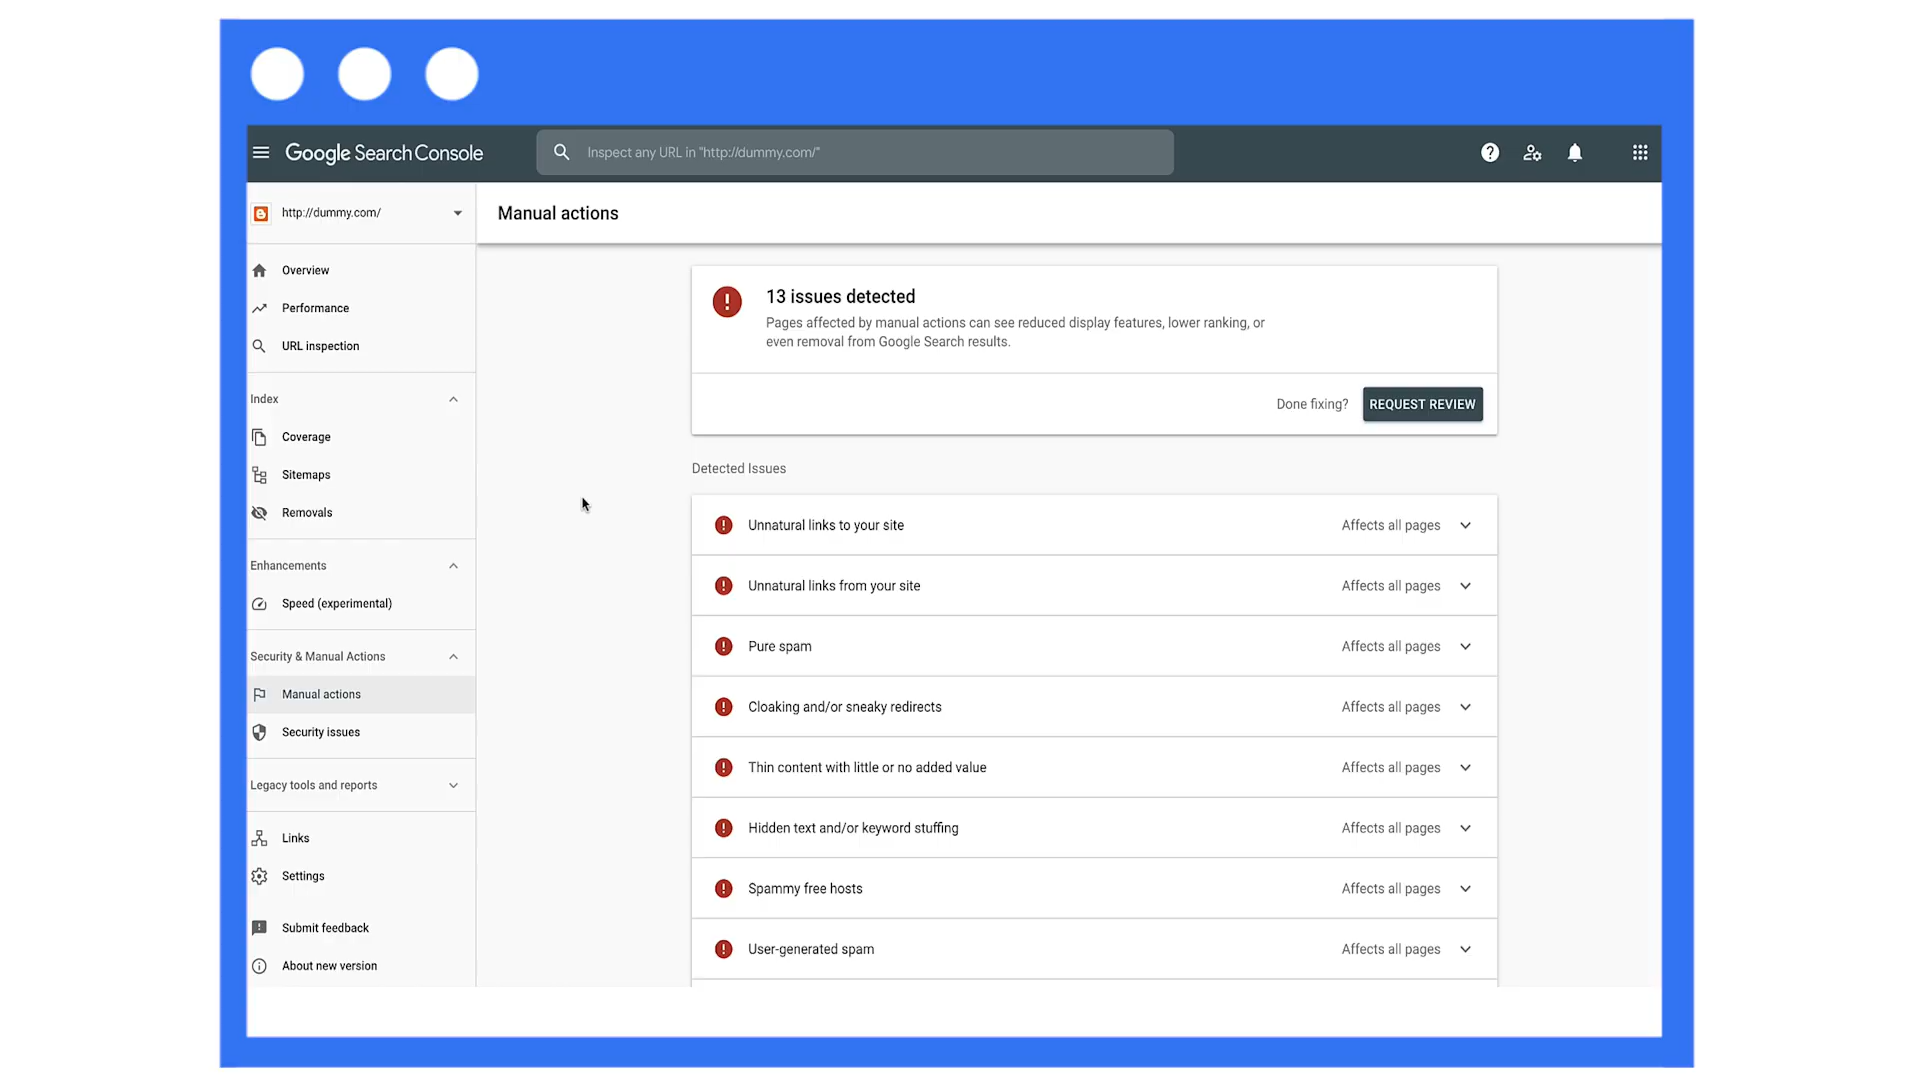 Google Search Console
Inspect any URL in "http://dummy.com/"
http://dummy.com/
Overview
Performance
URL inspection
Index
Coverage
Sitemaps
Removals
Enhancements
Speed (experimental)
Security & Manual Actions
Manual actions
Security issues
Legacy tools and reports
Links
Settings
Submit feedback
About new version
Manual actions
13 issues detected
Pages affected by manual actions can see reduced display features, lower ranking, or
even removal from Google Search results.
Done fixing? REQUEST REVIEW
Detected Issues
Unnatural links to your site Affects all pages
Unnatural links from your site Affects all pages
Pure spam Affects all pages
Cloaking and/or sneaky redirects Affects all pages
Thin content with little or no added value Affects all pages
Hidden text and/or keyword stuffing Affects all pages
Spammy free hosts Affects all pages
User-generated spam Affects all pages